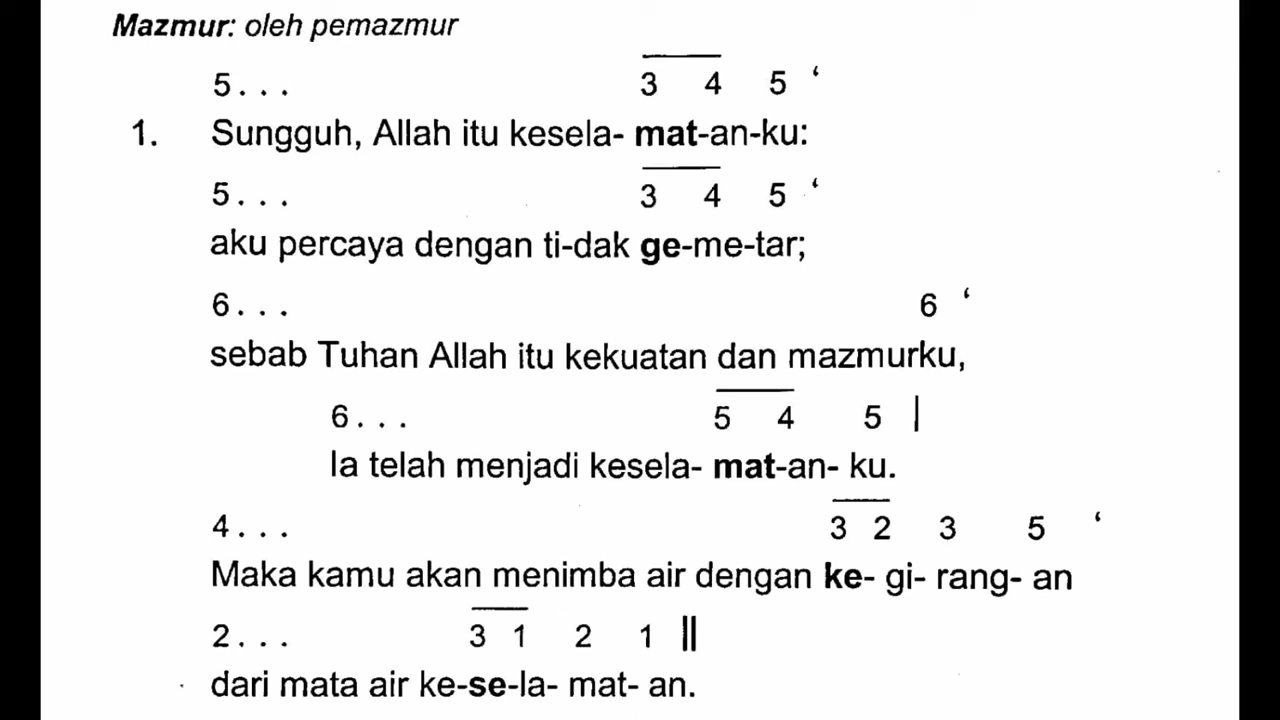 Mazmur: oleh pemazmur
5... 3 4 5 ‘
1. Sungguh, Allah itu kesela- mat-an-ku:
5... 3 4 5 ‘
aku percaya dengan ti-dak ge-me-tar;
6... 6 ‘
sebab Tuhan Allah itu kekuatan dan mazmurku,
6... 5 4 5 |
Ia telah menjadi kesela- mat-an- ku.
4... 3 2 3 5 ‘
Maka kamu akan menimba air dengan ke- gi- rang- an
2... 3 1 2 1 ||
dari mata air ke-se-la- mat- an.